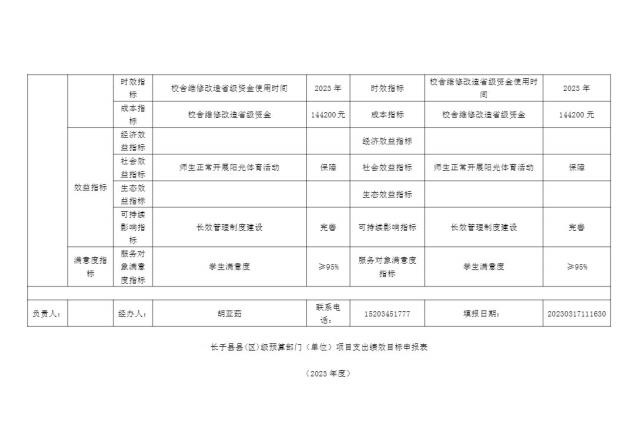 时效指标 校舍维修改造省级资金使用时间 2023 年 时效指标 校舍维修改造省级资金使用时间 2023 年
成本指标 校舍维修改造省级资金 144200 元 成本指标 校舍维修改造省级资金 144200 元
效益指标
经济效益指标 经济效益指标
社会效益指标 师生正常开展阳光体育活动 保障 社会效益指标 师生正常开展阳光体育活动 保障
生态效益指标 生态效益指标
可持续影响指标 长效管理制度建设 完善 可持续影响指标 长效管理制度建设 完善
满意度指标 服务对象满意度指标 学生满意度 ≥95% 服务对象满意度指标 学生满意度 ≥95%
负责人: 经办人: 胡亚茹 联系电话: 15203451777 填报日期: 20230317111630
长子县县(区)级预算部门（单位）项目支出绩效目标申报表
（2023 年度）